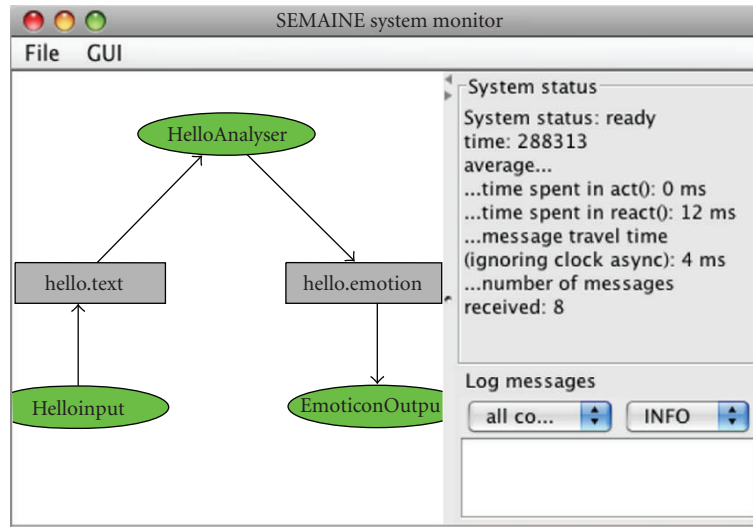 SEMAINE system monitor
File GUI
HelloAnalyser
hello.text
hello.emotion
Helloinput
EmoticonOutpu
System status
System status: ready
time: 288313
average...
...time spent in act(): 0 ms
...time spent in react(): 12 ms
...message travel time
(ignoring clock async): 4 ms
...number of messages
received: 8
Log messages
all co... INFO